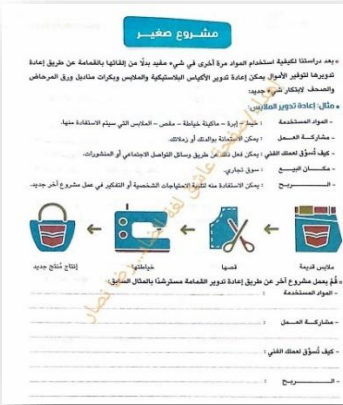 مشروع صغير
• بعد دراستنا لكيفية استخدام المواد مرة أخرى في شيء مفيد بدلًا من إلقائها بالقمامة عن طريق إعادة
تدويرها لتوفير الأموال يمكن إعادة تدوير الأكياس البلاستيكية والملابس وبكرات مناديل ورق المرحاض
والصحف لابتكار شيء جديد:
• مثال: إعادة تدوير الملابس:
- المواد المستخدمة : خيط - إبرة - ماكينة خياطة - مقص - الملابس التي سيتم الاستفادة منها.
- مشاركة العمل : يمكن الاستعانة بوالدتك أو زملائك.
- كيف تُسوِّق لعملك الفني : يمكن فعل ذلك عن طريق وسائل التواصل الاجتماعي أو المنشورات.
- مكان البيع : سوق تجاري.
- الربح : يمكن الاستفادة منه لتلبية الاحتياجات الشخصية أو التفكير في عمل مشروع آخر جديد.
ملابس قديمة
قصها
خياطتها
إنتاج مُنتج جديد
• قُمْ بعمل مشروع آخر عن طريق إعادة تدوير القمامة مسترشدًا بالمثال السابق:
- المواد المستخدمة :
- مشاركة العمل :
- كيف تُسوِّق لعملك الفني :
- الربح :